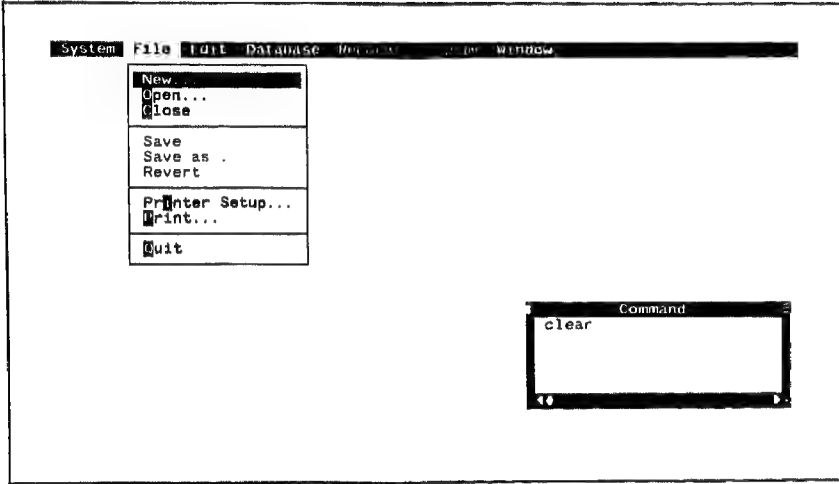 System File Edit Database Window
New...
Open...
Close
Save
Save as .
Revert
Printer Setup...
Print...
Quit
Command
clear